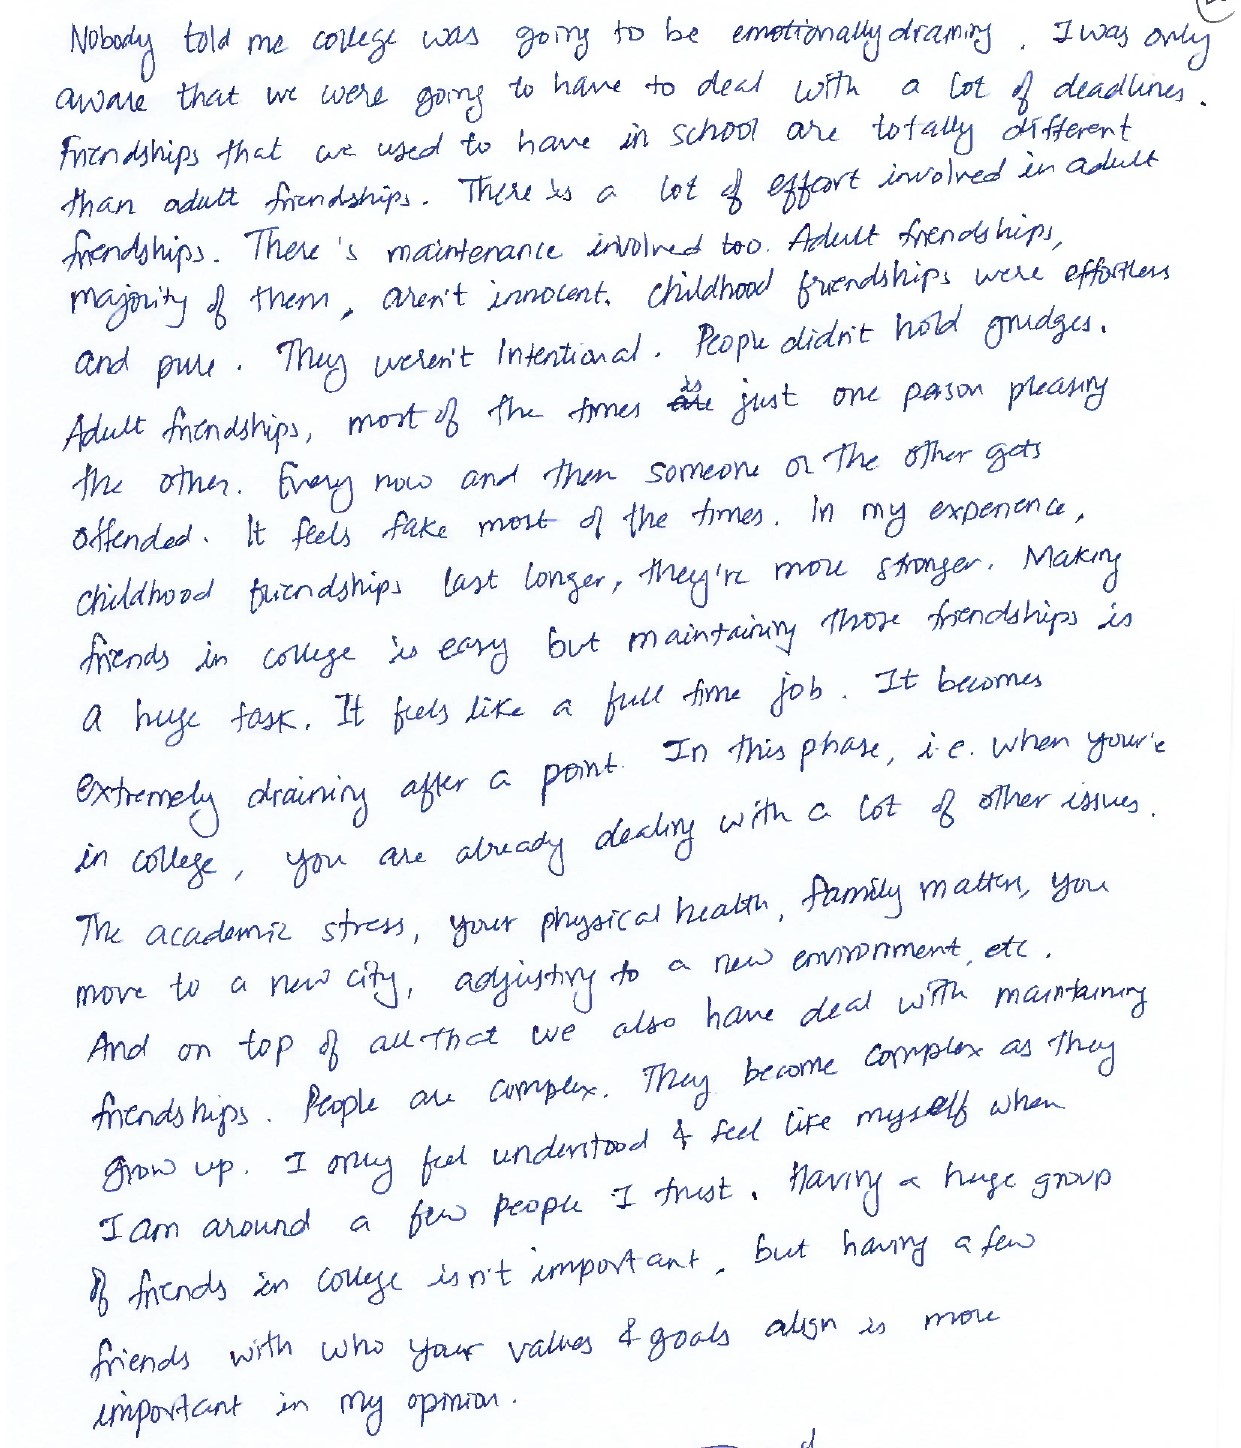 Nobody told me college was going to be emotionally draining. I was only
aware that we were going to have to deal with a lot of deadlines.
Friendships that we used to have in school are totally different
than adult friendships. There is a lot of effort involved in adult
friendships. There's maintenance involved too. Adult friendships,
majority of them, aren't innocent. Childhood friendships were effortless
and pure. They weren't Intentional. People didn't hold grudges.
Adult friendships, most of the times is just one person pleasing
the other. Every now and then someone or the other gets
offended. It feels fake most of the times. In my experience,
childhood friendships last longer, they're more stronger. Making
friends in college is easy but maintaining those friendships is
a huge task. It feels like a full time job. It becomes
extremely draining after a point. In this phase, i.e. when your'e
in college, you are already dealing with a lot of other issues.
The academic stress, your physical health, family matters, you
move to a new city, adjusting to a new environment, etc.
And on top of all that we also have deal with maintaining
friendships. People are complex. They become complex as they
grow up. I only feel understood & feel like myself when
I am around a few people I trust. Having a huge group
of friends in college isn't important, but having a few
friends with who your values & goals align is more
important in my opinion.